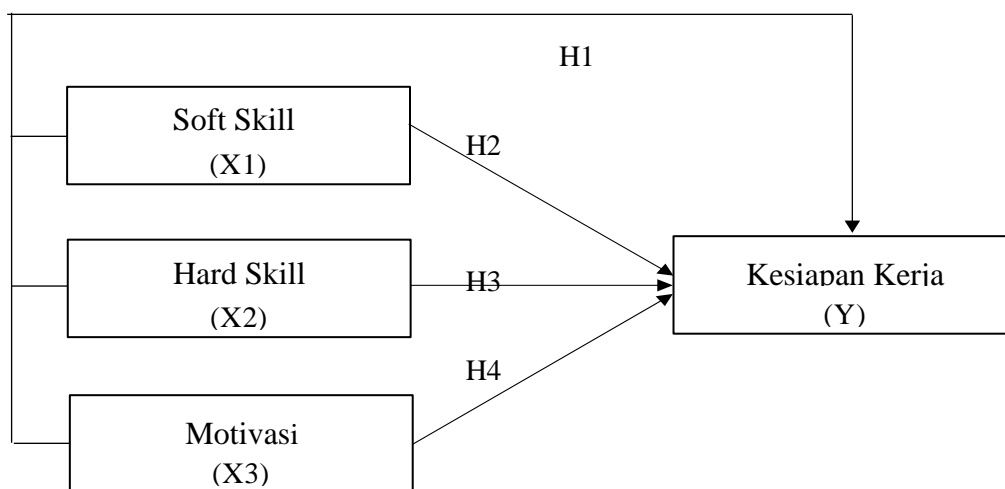 H1
Soft Skill
(X1)
H2
Hard Skill
(X2)
H3
Kesiapan Kerja
(Y)
H4
Motivasi
(X3)